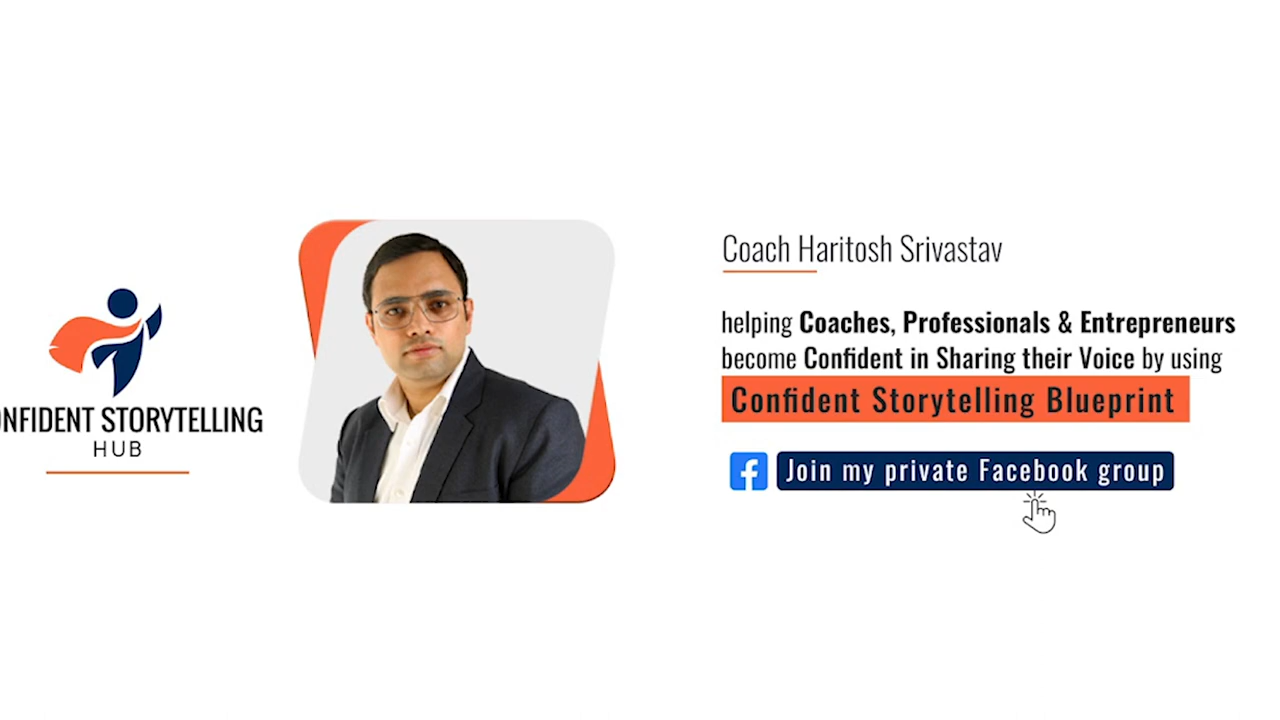 ONFIDENT STORYTELLING
HUB
Coach Haritosh Srivastav
helping Coaches, Professionals & Entrepreneurs
become Confident in Sharing their Voice by using
Confident Storytelling Blueprint
Join my private Facebook group